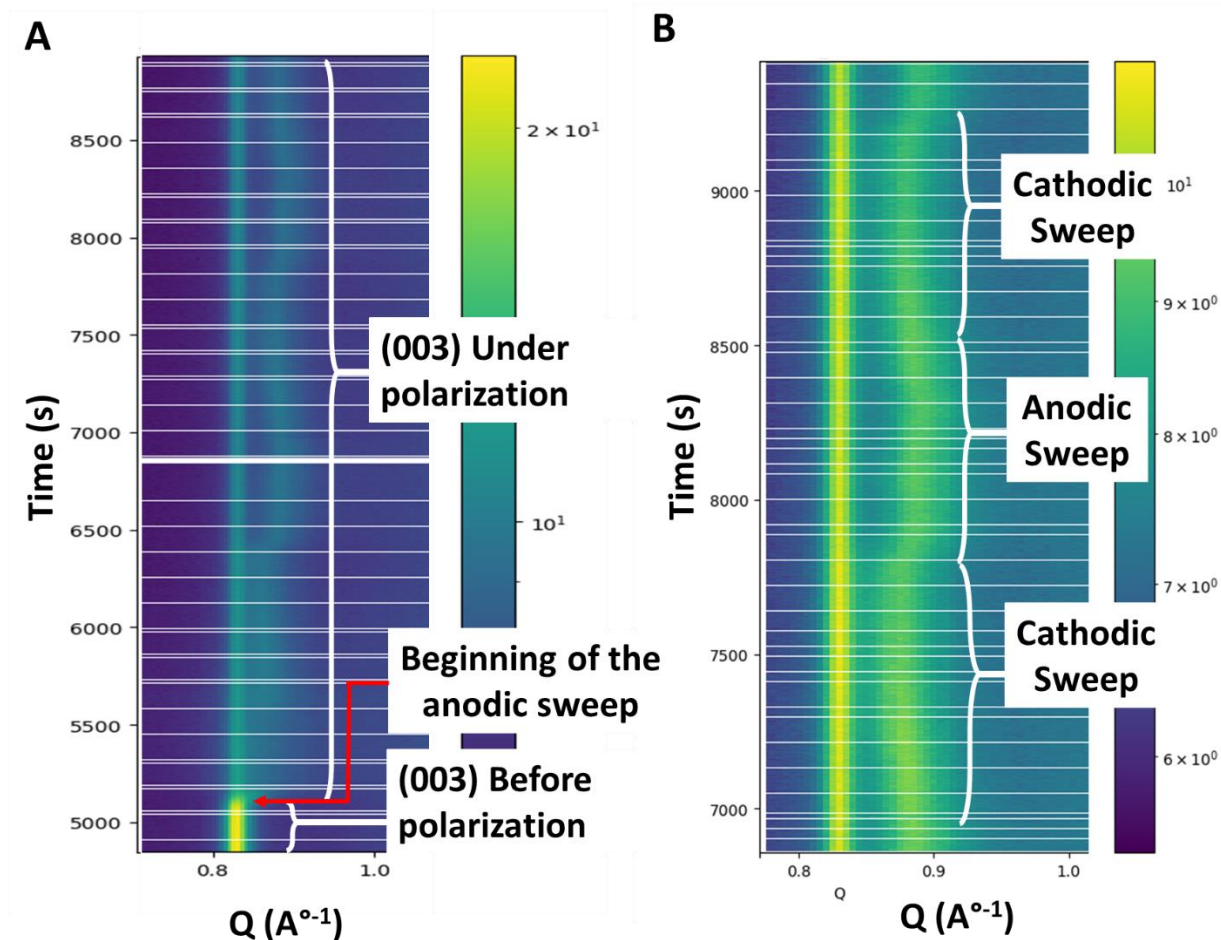 A
8500
8000
7500
7000
6500
6000
5500
5000
Time (s)
0.8
1.0
Q (A°⁻¹)
2 × 10¹
10¹
(003) Under
polarization
Beginning of the
anodic sweep
(003) Before
polarization
B
9000
8500
8000
7500
7000
Time (s)
0.8
0.9
1.0
Q
Q (A°⁻¹)
Cathodic
Sweep
Anodic
Sweep
Cathodic
Sweep
10¹
9 × 10⁰
8 × 10⁰
7 × 10⁰
6 × 10⁰